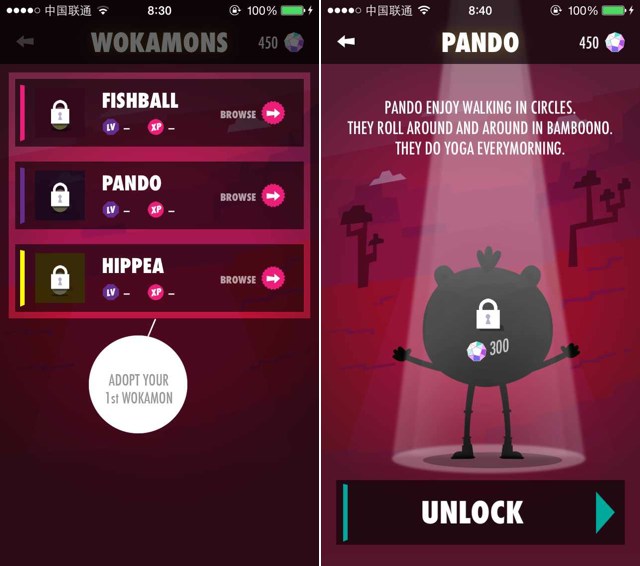 中国联通 8:30 100%
WOKAMONS 450
FISHBALL
LV – XP – BROWSE
PANDO
LV – XP – BROWSE
HIPPEA
LV – XP – BROWSE
ADOPT YOUR
1st WOKAMON
中国联通 8:40 100%
PANDO 450
PANDO ENJOY WALKING IN CIRCLES.
THEY ROLL AROUND AND AROUND IN BAMBOONO.
THEY DO YOGA EVERYMORNING.
300
UNLOCK